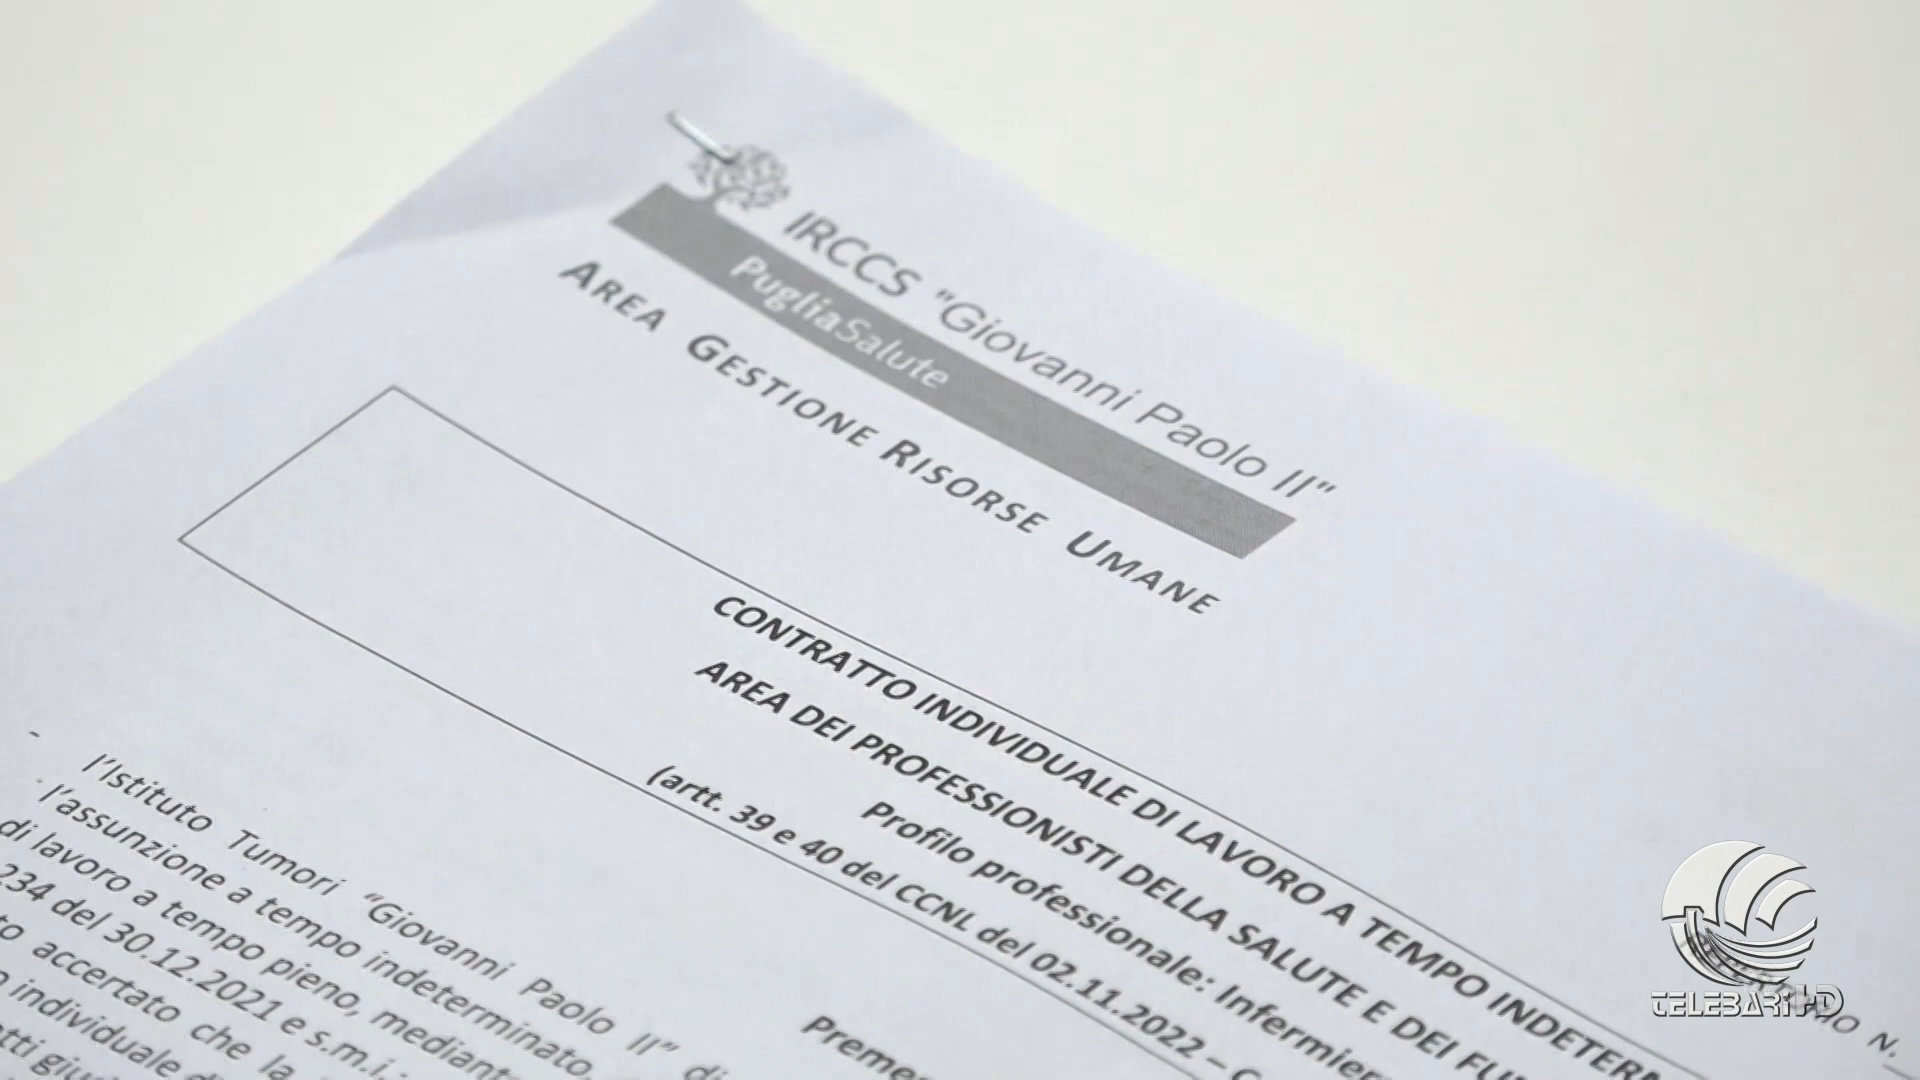 IRCCS "Giovanni Paolo II"
PugliaSalute
AREA GESTIONE RISORSE UMANE
CONTRATTO INDIVIDUALE DI LAVORO A TEMPO INDETERM
AREA DEI PROFESSIONISTI DELLA SALUTE E DEI FU
Profilo professionale: Infermier
(artt. 39 e 40 del CCNL del 02.11.2022 – C
N.
Preme
- l'Istituto Tumori "Giovanni Paolo II" di
l'assunzione a tempo indeterminato,
di lavoro a tempo pieno, mediant
234 del 30.12.2021 e s.m.i.
to accertato che la
individuale d
TELEBARI HD